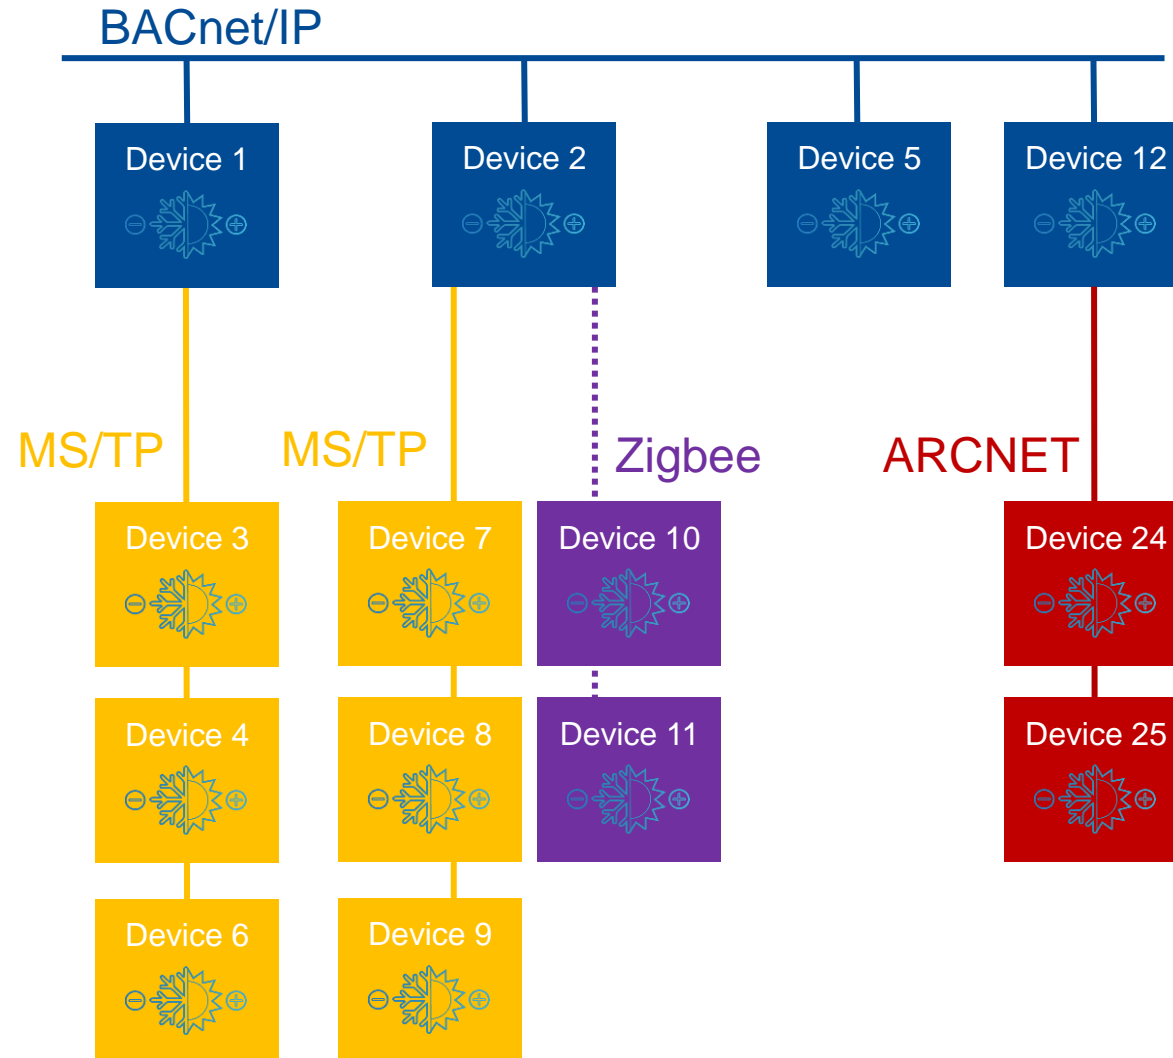 BACnet/IP
Device 1
Device 2
Device 5
Device 12
MS/TP
MS/TP
Zigbee
ARCNET
Device 3
Device 7
Device 10
Device 24
Device 4
Device 8
Device 11
Device 25
Device 6
Device 9